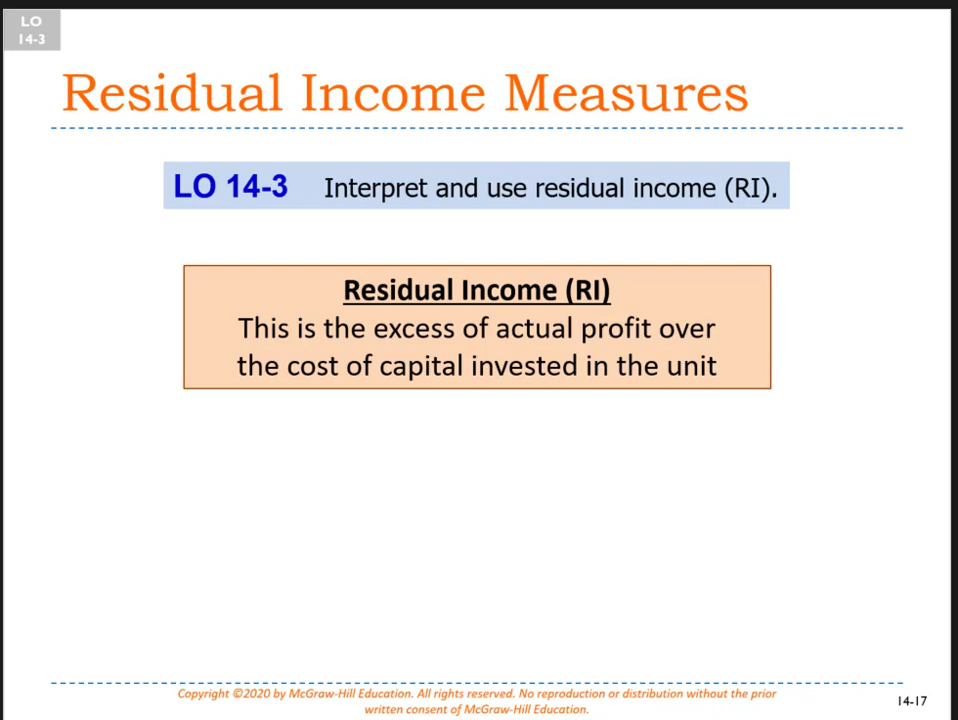 LO
14-3
Residual Income Measures
LO 14-3 Interpret and use residual income (RI).
Residual Income (RI)
This is the excess of actual profit over
the cost of capital invested in the unit
Copyright ©2020 by McGraw-Hill Education. All rights reserved. No reproduction or distribution without the prior
written consent of McGraw-Hill Education.
14-17